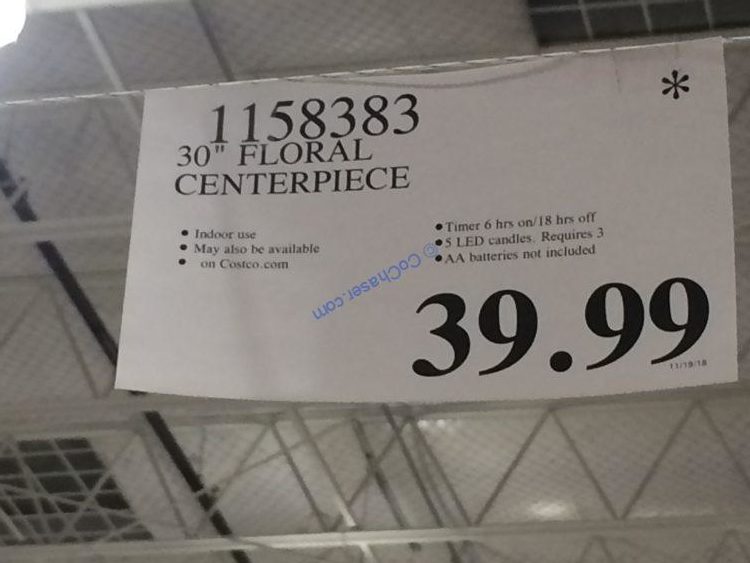 *
1158383
30" FLORAL
CENTERPIECE
• Indoor use
• May also be available
• on Costco.com
• Timer 6 hrs on/18 hrs off
• 5 LED candles. Requires 3
• AA batteries not included
© CoChaser.com
39.99
11/19/18